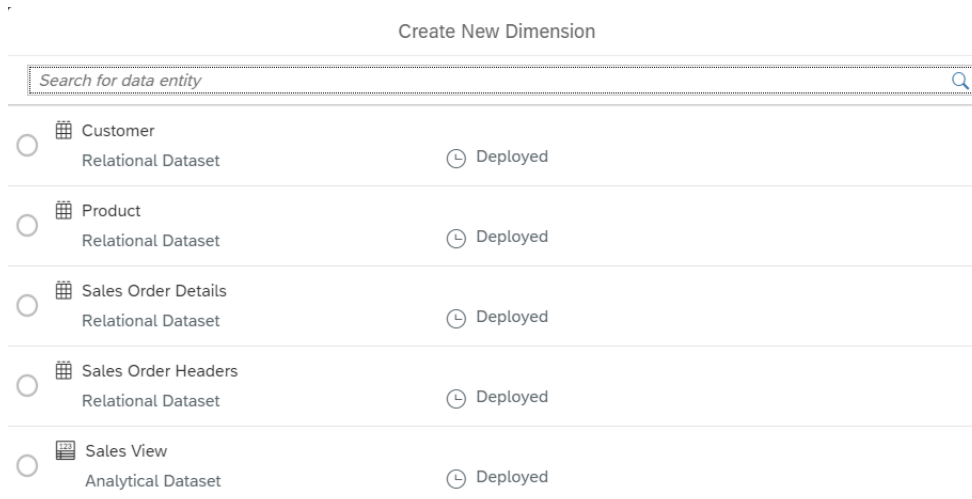 Create New Dimension
Search for data entity
Customer
Relational Dataset
Deployed
Product
Relational Dataset
Deployed
Sales Order Details
Relational Dataset
Deployed
Sales Order Headers
Relational Dataset
Deployed
123
Sales View
Analytical Dataset
Deployed